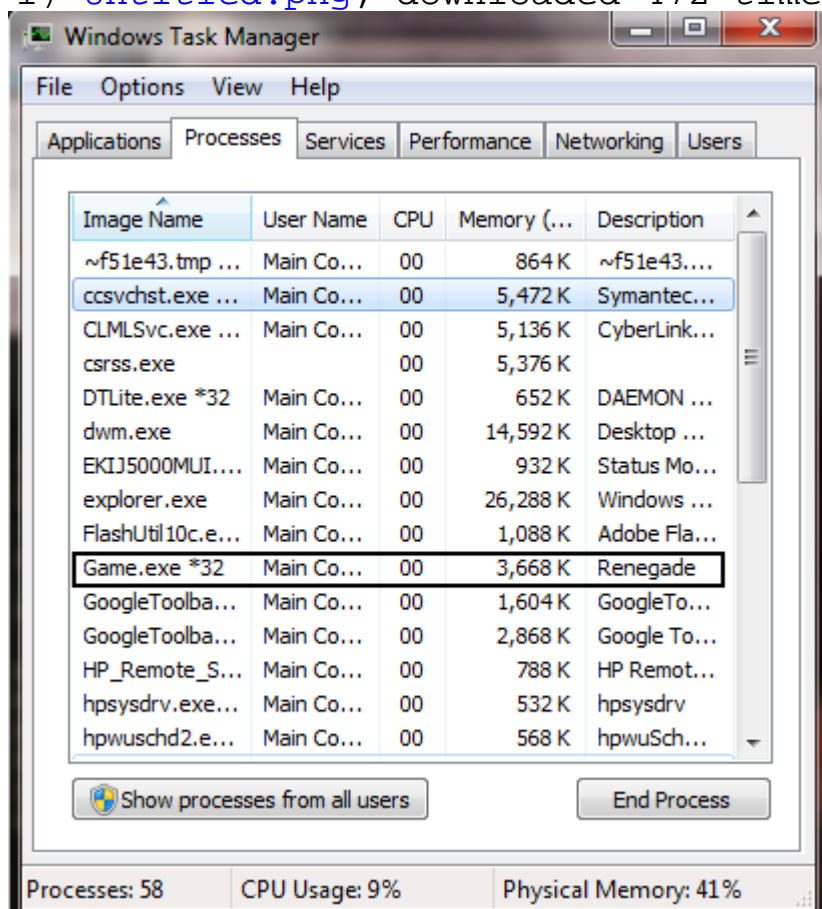 Untitled.png, downloaded 472 time
Windows Task Manager
File Options View Help
Applications Processes Services Performance Networking Users
Image Name User Name CPU Memory (... Description
~f51e43.tmp ... Main Co... 00 864 K ~f51e43....
ccsvchst.exe ... Main Co... 00 5,472 K Symantec...
CLMLSvc.exe ... Main Co... 00 5,136 K CyberLink...
csrss.exe 00 5,376 K
DTLite.exe *32 Main Co... 00 652 K DAEMON ...
dwm.exe Main Co... 00 14,592 K Desktop ...
EKIJ5000MUI.... Main Co... 00 932 K Status Mo...
explorer.exe Main Co... 00 26,288 K Windows ...
FlashUtil10c.e... Main Co... 00 1,088 K Adobe Fla...
Game.exe *32 Main Co... 00 3,668 K Renegade
GoogleToolba... Main Co... 00 1,604 K GoogleTo...
GoogleToolba... Main Co... 00 2,868 K Google To...
HP_Remote_S... Main Co... 00 788 K HP Remot...
hpsysdrv.exe... Main Co... 00 532 K hpsysdrv
hpwuschd2.e... Main Co... 00 568 K hpwuSch...
Show processes from all users End Process
Processes: 58 CPU Usage: 9% Physical Memory: 41%